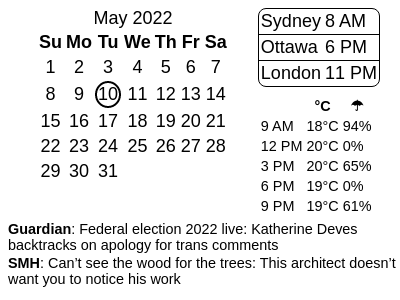 May 2022
Su Mo Tu We Th Fr Sa
1 2 3 4 5 6 7
8 9 10 11 12 13 14
15 16 17 18 19 20 21
22 23 24 25 26 27 28
29 30 31
Sydney 8 AM
Ottawa 6 PM
London 11 PM
°C ☂
9 AM 18°C 94%
12 PM 20°C 0%
3 PM 20°C 65%
6 PM 19°C 0%
9 PM 19°C 61%
Guardian: Federal election 2022 live: Katherine Deves
backtracks on apology for trans comments
SMH: Can’t see the wood for the trees: This architect doesn’t
want you to notice his work